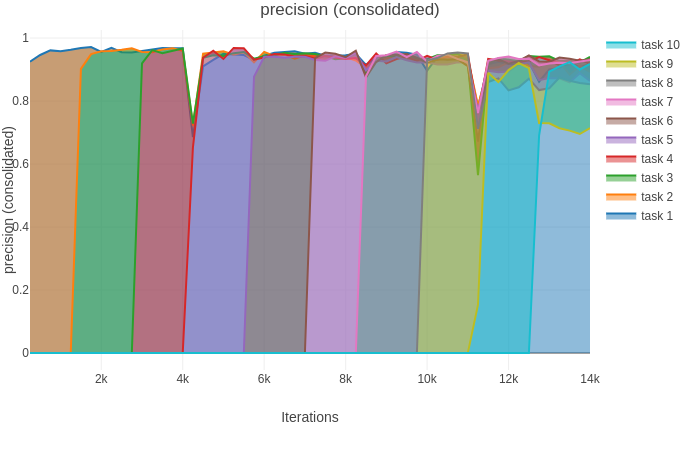 precision (consolidated)
precision (consolidated)
1
0.8
0.6
0.4
0.2
0
2k
4k
6k
8k
10k
12k
14k
Iterations
task 10
task 9
task 8
task 7
task 6
task 5
task 4
task 3
task 2
task 1